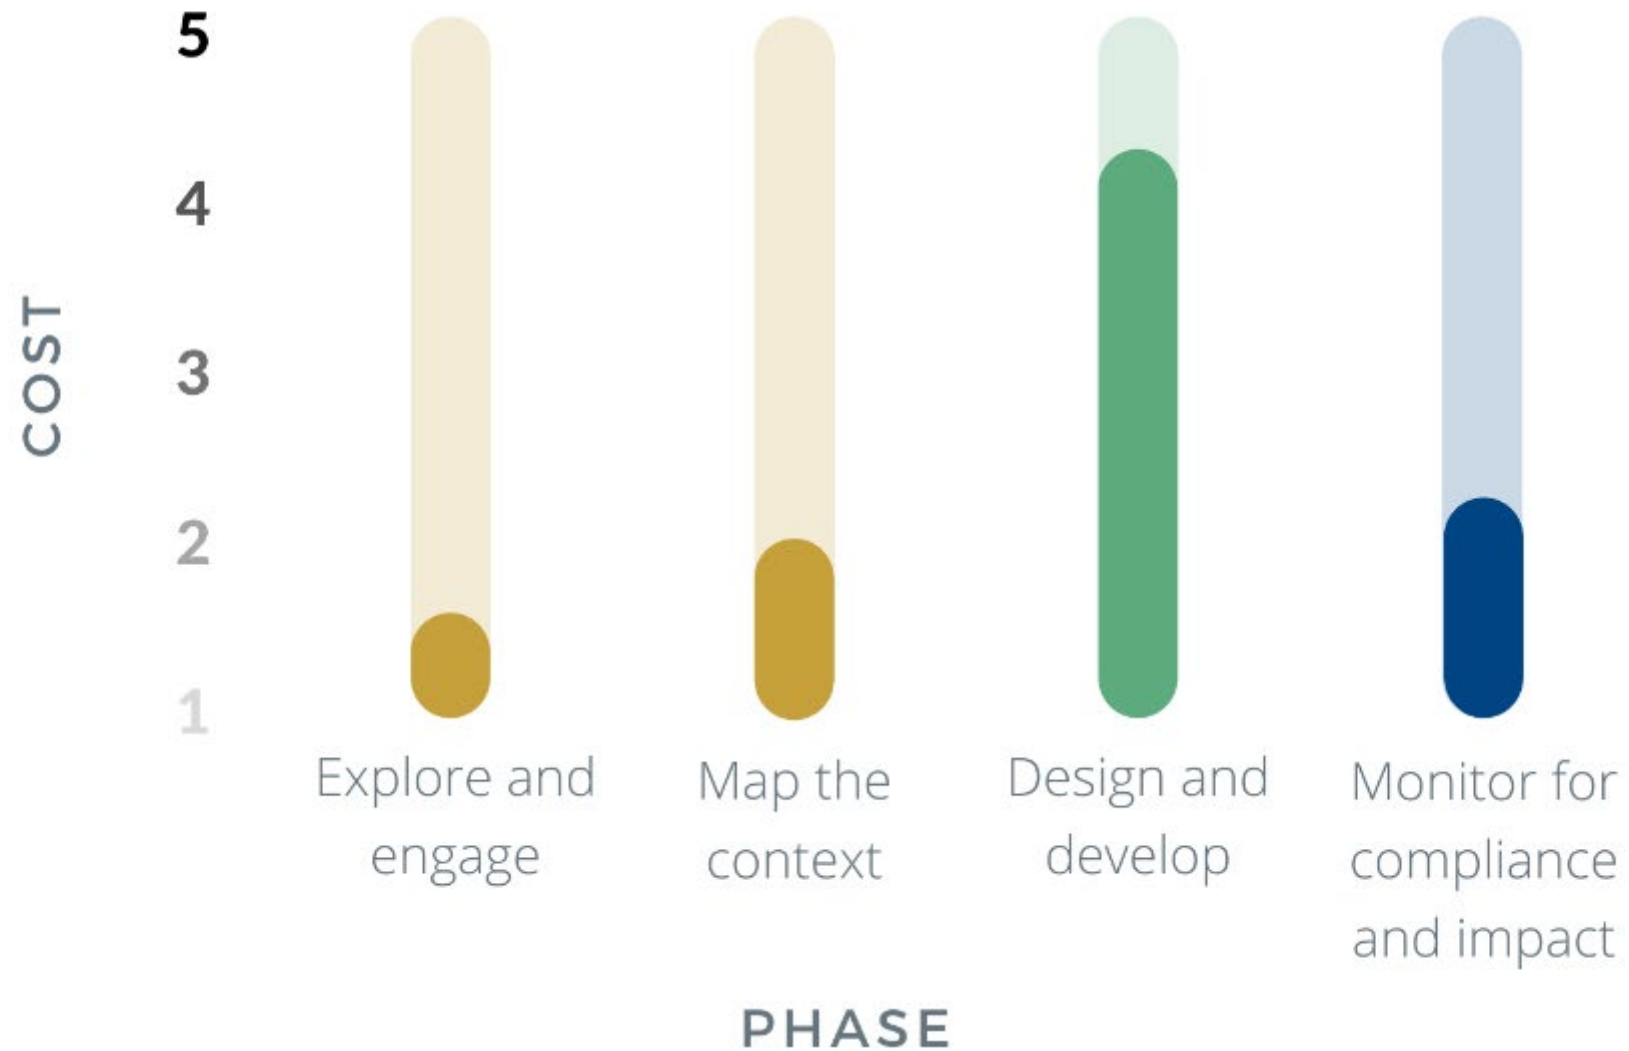 5
4
3
2
1
COST
Explore and
engage
Map the
context
Design and
develop
Monitor for
compliance
and impact
PHASE